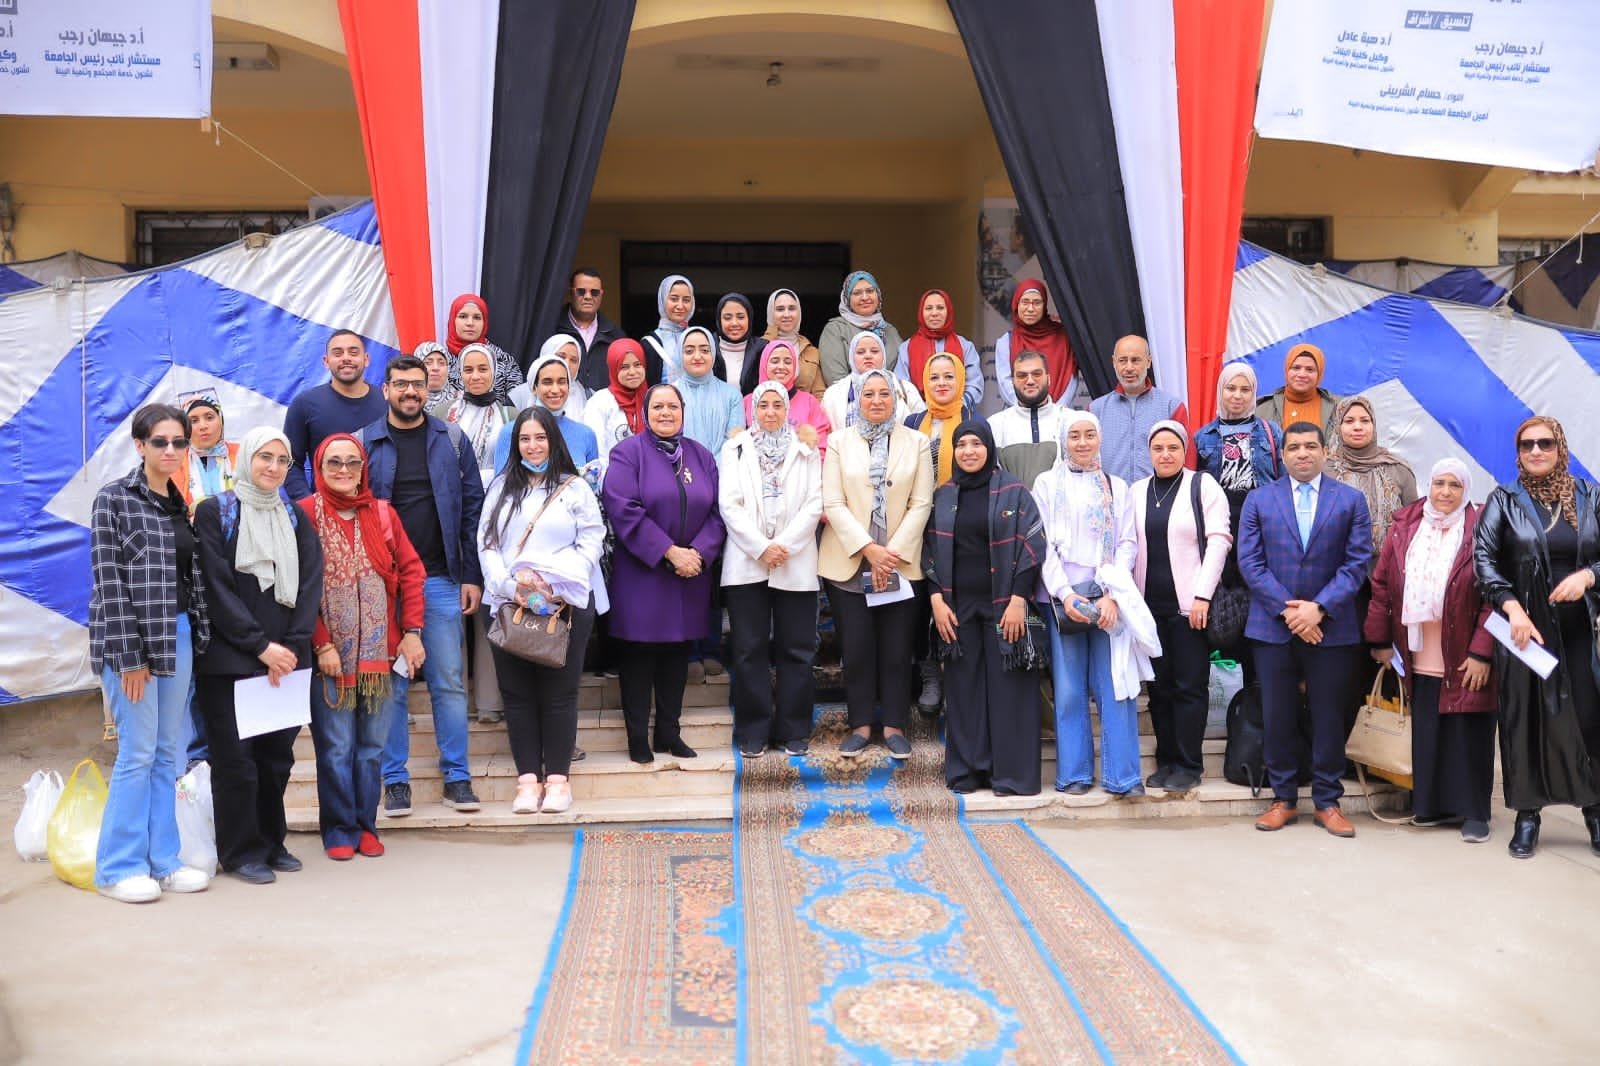 أ.د جيهان رجب
مستشار نائب رئيس الجامعة
لشئون خدمة المجتمع وتنمية البيئة
تنسيق / إشراف
أ.د جيهان رجب
مستشار نائب رئيس الجامعة
لشئون خدمة المجتمع وتنمية البيئة
أ.د هبة عادل
وكيل كلية البنات
لشئون خدمة المجتمع وتنمية البيئة
اللواء/ حسام الشربينى
أمين الجامعة المساعد لشئون خدمة المجتمع وتنمية البيئة
CK